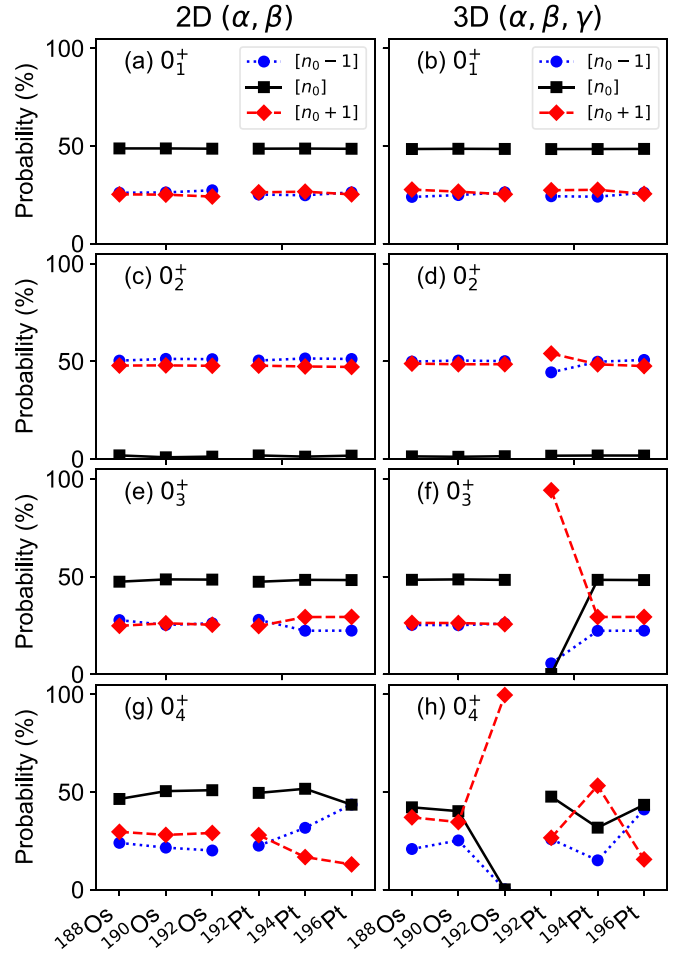 2D (α, β) 3D (α, β, γ)
Probability (%)
100
50
0
(a) 0₁⁺
[n₀ − 1]
[n₀]
[n₀ + 1]
(b) 0₁⁺
[n₀ − 1]
[n₀]
[n₀ + 1]
Probability (%)
100
50
0
(c) 0₂⁺
(d) 0₂⁺
Probability (%)
100
50
0
(e) 0₃⁺
(f) 0₃⁺
Probability (%)
100
50
0
(g) 0₄⁺
(h) 0₄⁺
¹⁸⁸Os ¹⁹⁰Os ¹⁹²Os ¹⁹²Pt ¹⁹⁴Pt ¹⁹⁶Pt ¹⁸⁸Os ¹⁹⁰Os ¹⁹²Os ¹⁹²Pt ¹⁹⁴Pt ¹⁹⁶Pt